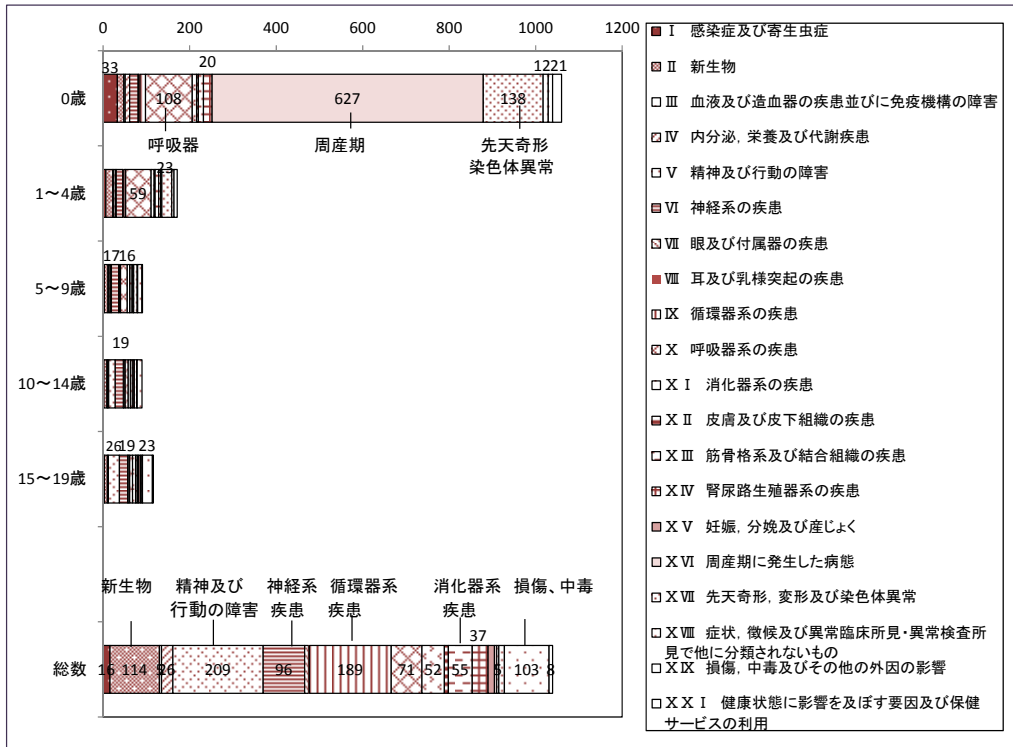 0 200 400 600 800 1000 1200
0歳
33 108 20 627 138 12 21
呼吸器 周産期 先天奇形
染色体異常
1～4歳
59 23
5～9歳
17 16
10～14歳
19
15～19歳
26 19 23
新生物 精神及び 神経系 循環器系 消化器系 損傷、中毒
行動の障害 疾患 疾患 疾患
総数
16 114 5 26 209 96 189 71 52 55 37 5 103 8
Ⅰ 感染症及び寄生虫症
Ⅱ 新生物
Ⅲ 血液及び造血器の疾患並びに免疫機構の障害
Ⅳ 内分泌, 栄養及び代謝疾患
Ⅴ 精神及び行動の障害
Ⅵ 神経系の疾患
Ⅶ 眼及び付属器の疾患
Ⅷ 耳及び乳様突起の疾患
Ⅸ 循環器系の疾患
Ⅹ 呼吸器系の疾患
ⅩⅠ 消化器系の疾患
ⅩⅡ 皮膚及び皮下組織の疾患
ⅩⅢ 筋骨格系及び結合組織の疾患
ⅩⅣ 腎尿路生殖器系の疾患
ⅩⅤ 妊娠, 分娩及び産じょく
ⅩⅥ 周産期に発生した病態
ⅩⅦ 先天奇形, 変形及び染色体異常
ⅩⅧ 症状, 徴候及び異常臨床所見・異常検査所
見で他に分類されないもの
ⅩⅨ 損傷, 中毒及びその他の外因の影響
ⅩⅩⅠ 健康状態に影響を及ぼす要因及び保健
サービスの利用